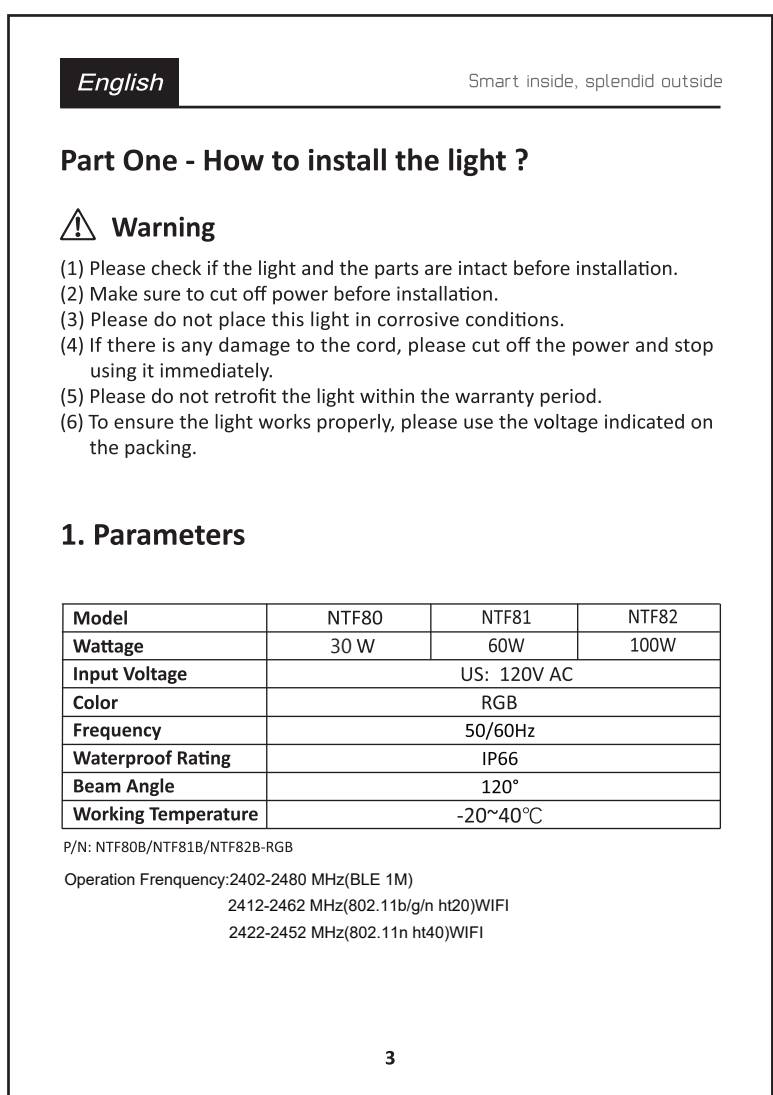 English
Smart inside, splendid outside
Part One - How to install the light ?
Warning
(1) Please check if the light and the parts are intact before installation.
(2) Make sure to cut off power before installation.
(3) Please do not place this light in corrosive conditions.
(4) If there is any damage to the cord, please cut off the power and stop
using it immediately.
(5) Please do not retrofit the light within the warranty period.
(6) To ensure the light works properly, please use the voltage indicated on
the packing.
1. Parameters
Model NTF80 NTF81 NTF82
Wattage 30 W 60W 100W
Input Voltage US: 120V AC
Color RGB
Frequency 50/60Hz
Waterproof Rating IP66
Beam Angle 120°
Working Temperature -20~40℃
P/N: NTF80B/NTF81B/NTF82B-RGB
Operation Frenquency:2402-2480 MHz(BLE 1M)
2412-2462 MHz(802.11b/g/n ht20)WIFI
2422-2452 MHz(802.11n ht40)WIFI
3